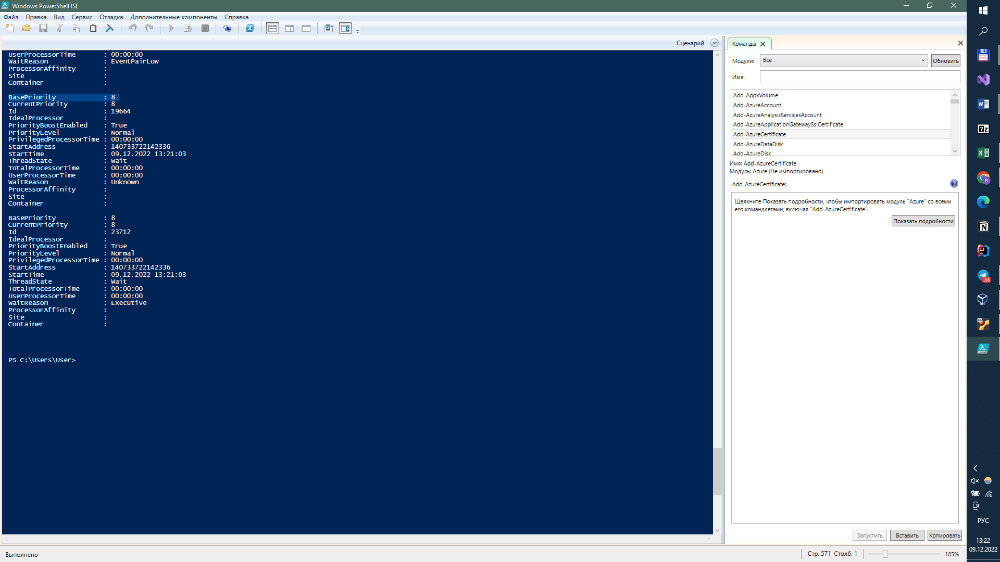 Windows PowerShell ISE
Файл Правка Вид Сервис Отладка Дополнительные компоненты Справка
Сценарий
UserProcessorTime : 00:00:00
WaitReason : EventPairLow
ProcessorAffinity :
Site :
Container :
BasePriority : 8
CurrentPriority : 8
Id : 19664
IdealProcessor :
PriorityBoostEnabled : True
PriorityLevel : Normal
PrivilegedProcessorTime : 00:00:00
StartAddress : 140733722142336
StartTime : 09.12.2022 13:21:03
ThreadState : Wait
TotalProcessorTime : 00:00:00
UserProcessorTime : 00:00:00
WaitReason : Unknown
ProcessorAffinity :
Site :
Container :
BasePriority : 8
CurrentPriority : 8
Id : 23712
IdealProcessor :
PriorityBoostEnabled : True
PriorityLevel : Normal
PrivilegedProcessorTime : 00:00:00
StartAddress : 140733722142336
StartTime : 09.12.2022 13:21:03
ThreadState : Wait
TotalProcessorTime : 00:00:00
UserProcessorTime : 00:00:00
WaitReason : Executive
ProcessorAffinity :
Site :
Container :
PS C:\Users\User>
Команды
Модули: Все Обновить
Имя:
Add-AppxVolume
Add-AzureAccount
Add-AzureAnalysisServicesAccount
Add-AzureApplicationGatewaySslCertificate
Add-AzureCertificate
Add-AzureDataDisk
Add-AzureDisk
Имя: Add-AzureCertificate
Модуль: Azure (Не импортировано)
Add-AzureCertificate:
Щелкните Показать подробности, чтобы импортировать модуль "Azure" со всеми
его командлетами, включая "Add-AzureCertificate".
Показать подробности
Запустить Вставить Копировать
Выполнено
Стр. 571 Столб. 1
105%
РУС
13:22
09.12.2022